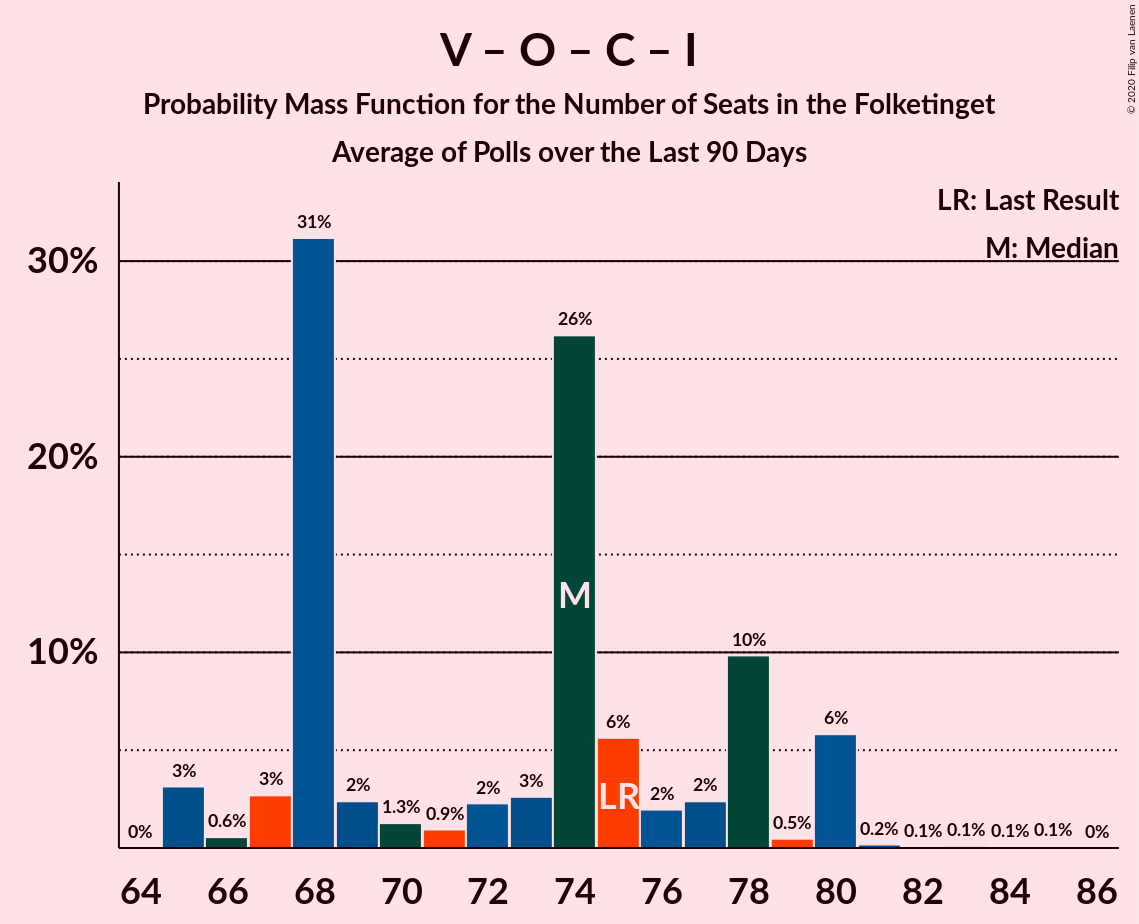 V – O – C – I
Probability Mass Function for the Number of Seats in the Folketinget
Average of Polls over the Last 90 Days
© 2020 Filip van Laenen
LR: Last Result
M: Median
30%
20%
10%
0%
3%
0.6%
3%
31%
2%
1.3%
0.9%
2%
3%
26%
6%
2%
2%
10%
0.5%
6%
0.2%
0.1%
0.1%
0.1%
0.1%
0%
M
LR
64 66 68 70 72 74 76 78 80 82 84 86